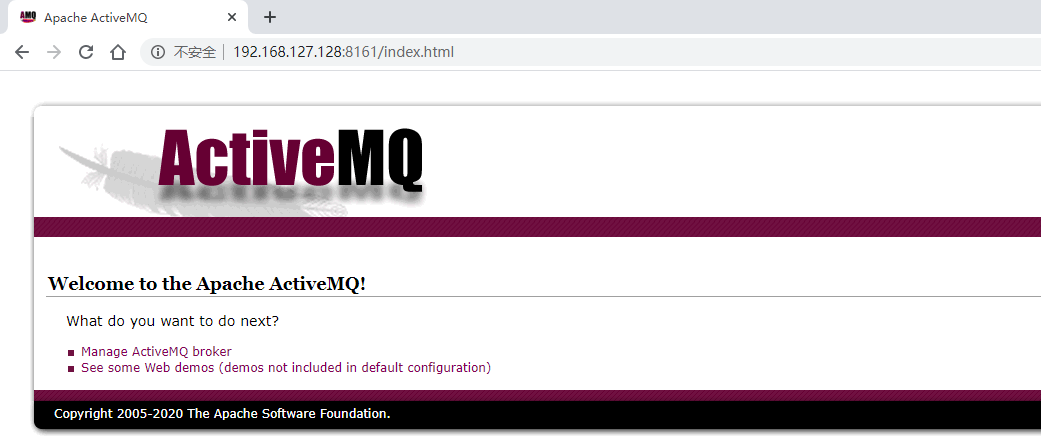 Apache ActiveMQ
不安全 192.168.127.128:8161/index.html
ActiveMQ
Welcome to the Apache ActiveMQ!
What do you want to do next?
Manage ActiveMQ broker
See some Web demos (demos not included in default configuration)
Copyright 2005-2020 The Apache Software Foundation.